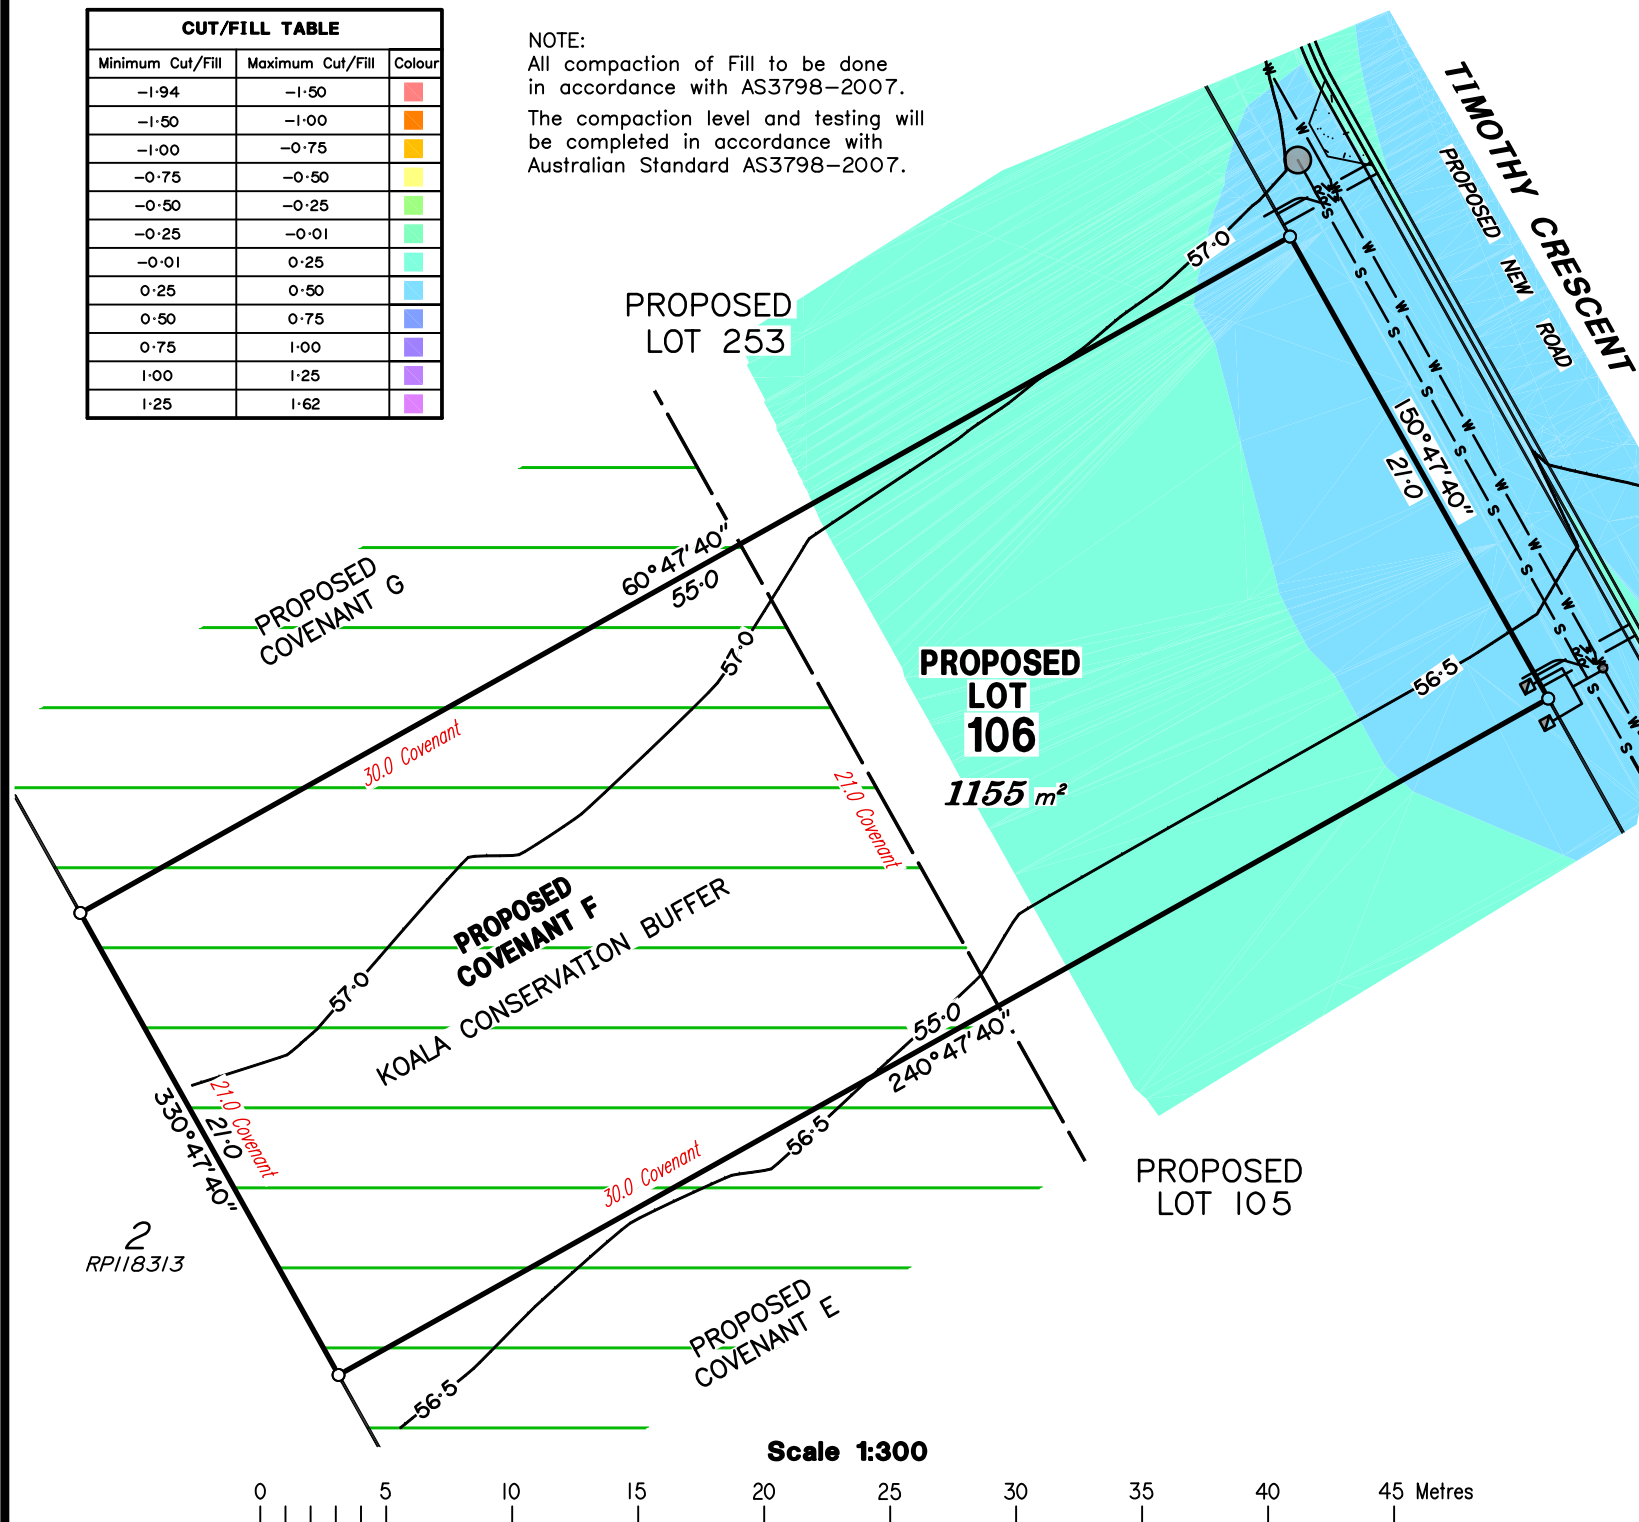 CUT/FILL TABLE
Minimum Cut/Fill Maximum Cut/Fill Colour
-1·94 -1·50
-1·50 -1·00
-1·00 -0·75
-0·75 -0·50
-0·50 -0·25
-0·25 -0·01
-0·01 0·25
0·25 0·50
0·50 0·75
0·75 1·00
1·00 1·25
1·25 1·62
NOTE:
All compaction of Fill to be done
in accordance with AS3798-2007.
The compaction level and testing will
be completed in accordance with
Australian Standard AS3798-2007.
TIMOTHY CRESCENT
PROPOSED NEW ROAD
W
W
W
S
W
S
W
S
W
S
W
S
W
S
W
S
W
S
W
S
W
S
W
S
57·0
PROPOSED
LOT 253
150°47'40"
21·0
60°47'40"
55·0
PROPOSED
COVENANT G
57·0
PROPOSED
LOT
106
1155 m²
56·5
30.0 Covenant
21.0 Covenant
PROPOSED
COVENANT F
KOALA CONSERVATION BUFFER
57·0
55·0
240°47'40"
21.0 Covenant
21·0
330°47'40"
56·5
30.0 Covenant
PROPOSED
LOT 105
2
RP118313
PROPOSED
COVENANT E
56·5
Scale 1:300
0 5 10 15 20 25 30 35 40 45 Metres